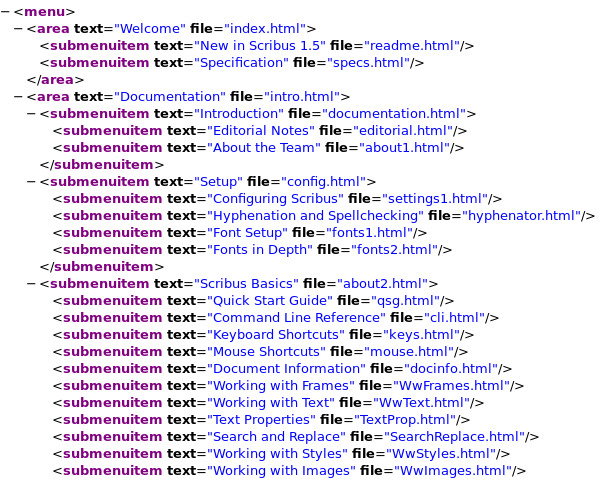 −<menu>
−<area text="Welcome" file="index.html">
<submenuitem text="New in Scribus 1.5" file="readme.html"/>
<submenuitem text="Specification" file="specs.html"/>
</area>
−<area text="Documentation" file="intro.html">
−<submenuitem text="Introduction" file="documentation.html">
<submenuitem text="Editorial Notes" file="editorial.html"/>
<submenuitem text="About the Team" file="about1.html"/>
</submenuitem>
−<submenuitem text="Setup" file="config.html">
<submenuitem text="Configuring Scribus" file="settings1.html"/>
<submenuitem text="Hyphenation and Spellchecking" file="hyphenator.html"/>
<submenuitem text="Font Setup" file="fonts1.html"/>
<submenuitem text="Fonts in Depth" file="fonts2.html"/>
</submenuitem>
−<submenuitem text="Scribus Basics" file="about2.html">
<submenuitem text="Quick Start Guide" file="qsg.html"/>
<submenuitem text="Command Line Reference" file="cli.html"/>
<submenuitem text="Keyboard Shortcuts" file="keys.html"/>
<submenuitem text="Mouse Shortcuts" file="mouse.html"/>
<submenuitem text="Document Information" file="docinfo.html"/>
<submenuitem text="Working with Frames" file="WwFrames.html"/>
<submenuitem text="Working with Text" file="WwText.html"/>
<submenuitem text="Text Properties" file="TextProp.html"/>
<submenuitem text="Search and Replace" file="SearchReplace.html"/>
<submenuitem text="Working with Styles" file="WwStyles.html"/>
<submenuitem text="Working with Images" file="WwImages.html"/>